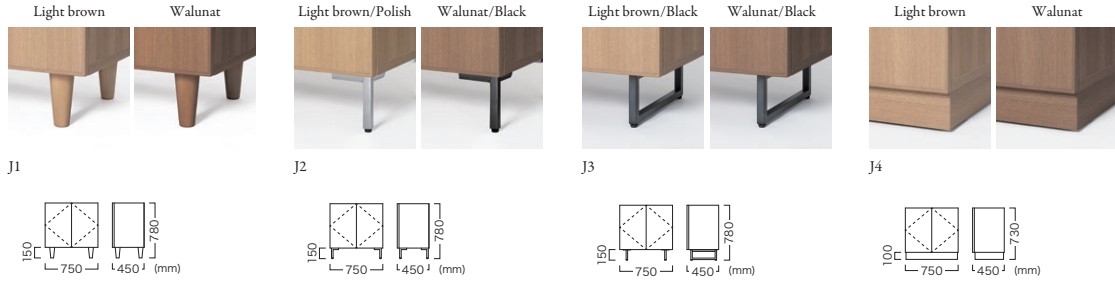 Light brown
Walunat
Light brown/Polish
Walunat/Black
Light brown/Black
Walunat/Black
Light brown
Walunat
J1
J2
J3
J4
150
750
450
780
(mm)
150
750
450
780
(mm)
150
750
450
780
(mm)
100
750
450
730
(mm)